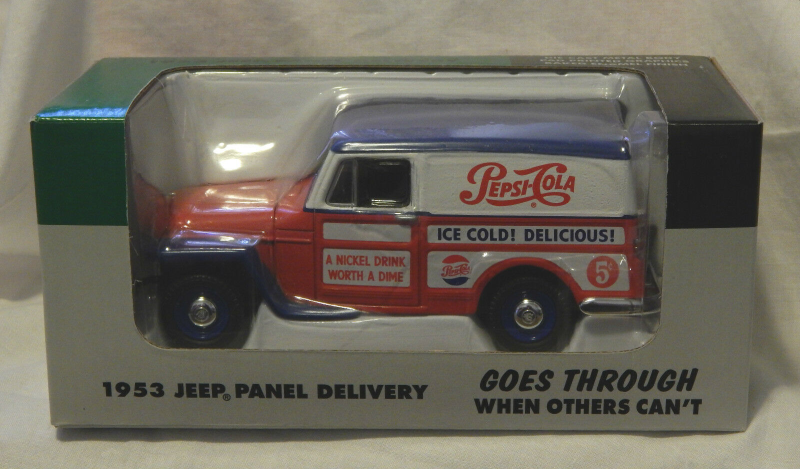 PEPSI-COLA
®
ICE COLD! DELICIOUS!
A NICKEL DRINK
WORTH A DIME
Pepsi-Cola
5¢
1953 JEEP® PANEL DELIVERY
GOES THROUGH
WHEN OTHERS CAN'T